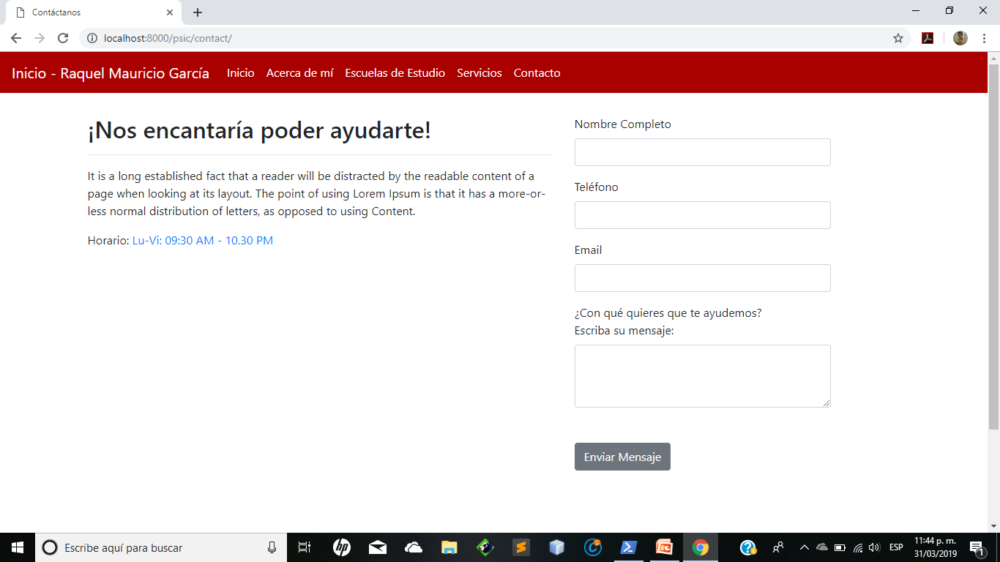 Contáctanos
localhost:8000/psic/contact/
Inicio - Raquel Mauricio García Inicio Acerca de mí Escuelas de Estudio Servicios Contacto
¡Nos encantaría poder ayudarte!
It is a long established fact that a reader will be distracted by the readable content of a
page when looking at its layout. The point of using Lorem Ipsum is that it has a more-or-
less normal distribution of letters, as opposed to using Content.
Horario: Lu-Vi: 09:30 AM - 10.30 PM
Nombre Completo
Teléfono
Email
¿Con qué quieres que te ayudemos?
Escriba su mensaje:
Enviar Mensaje
Escribe aquí para buscar
hp
ESP
11:44 p. m.
31/03/2019
1